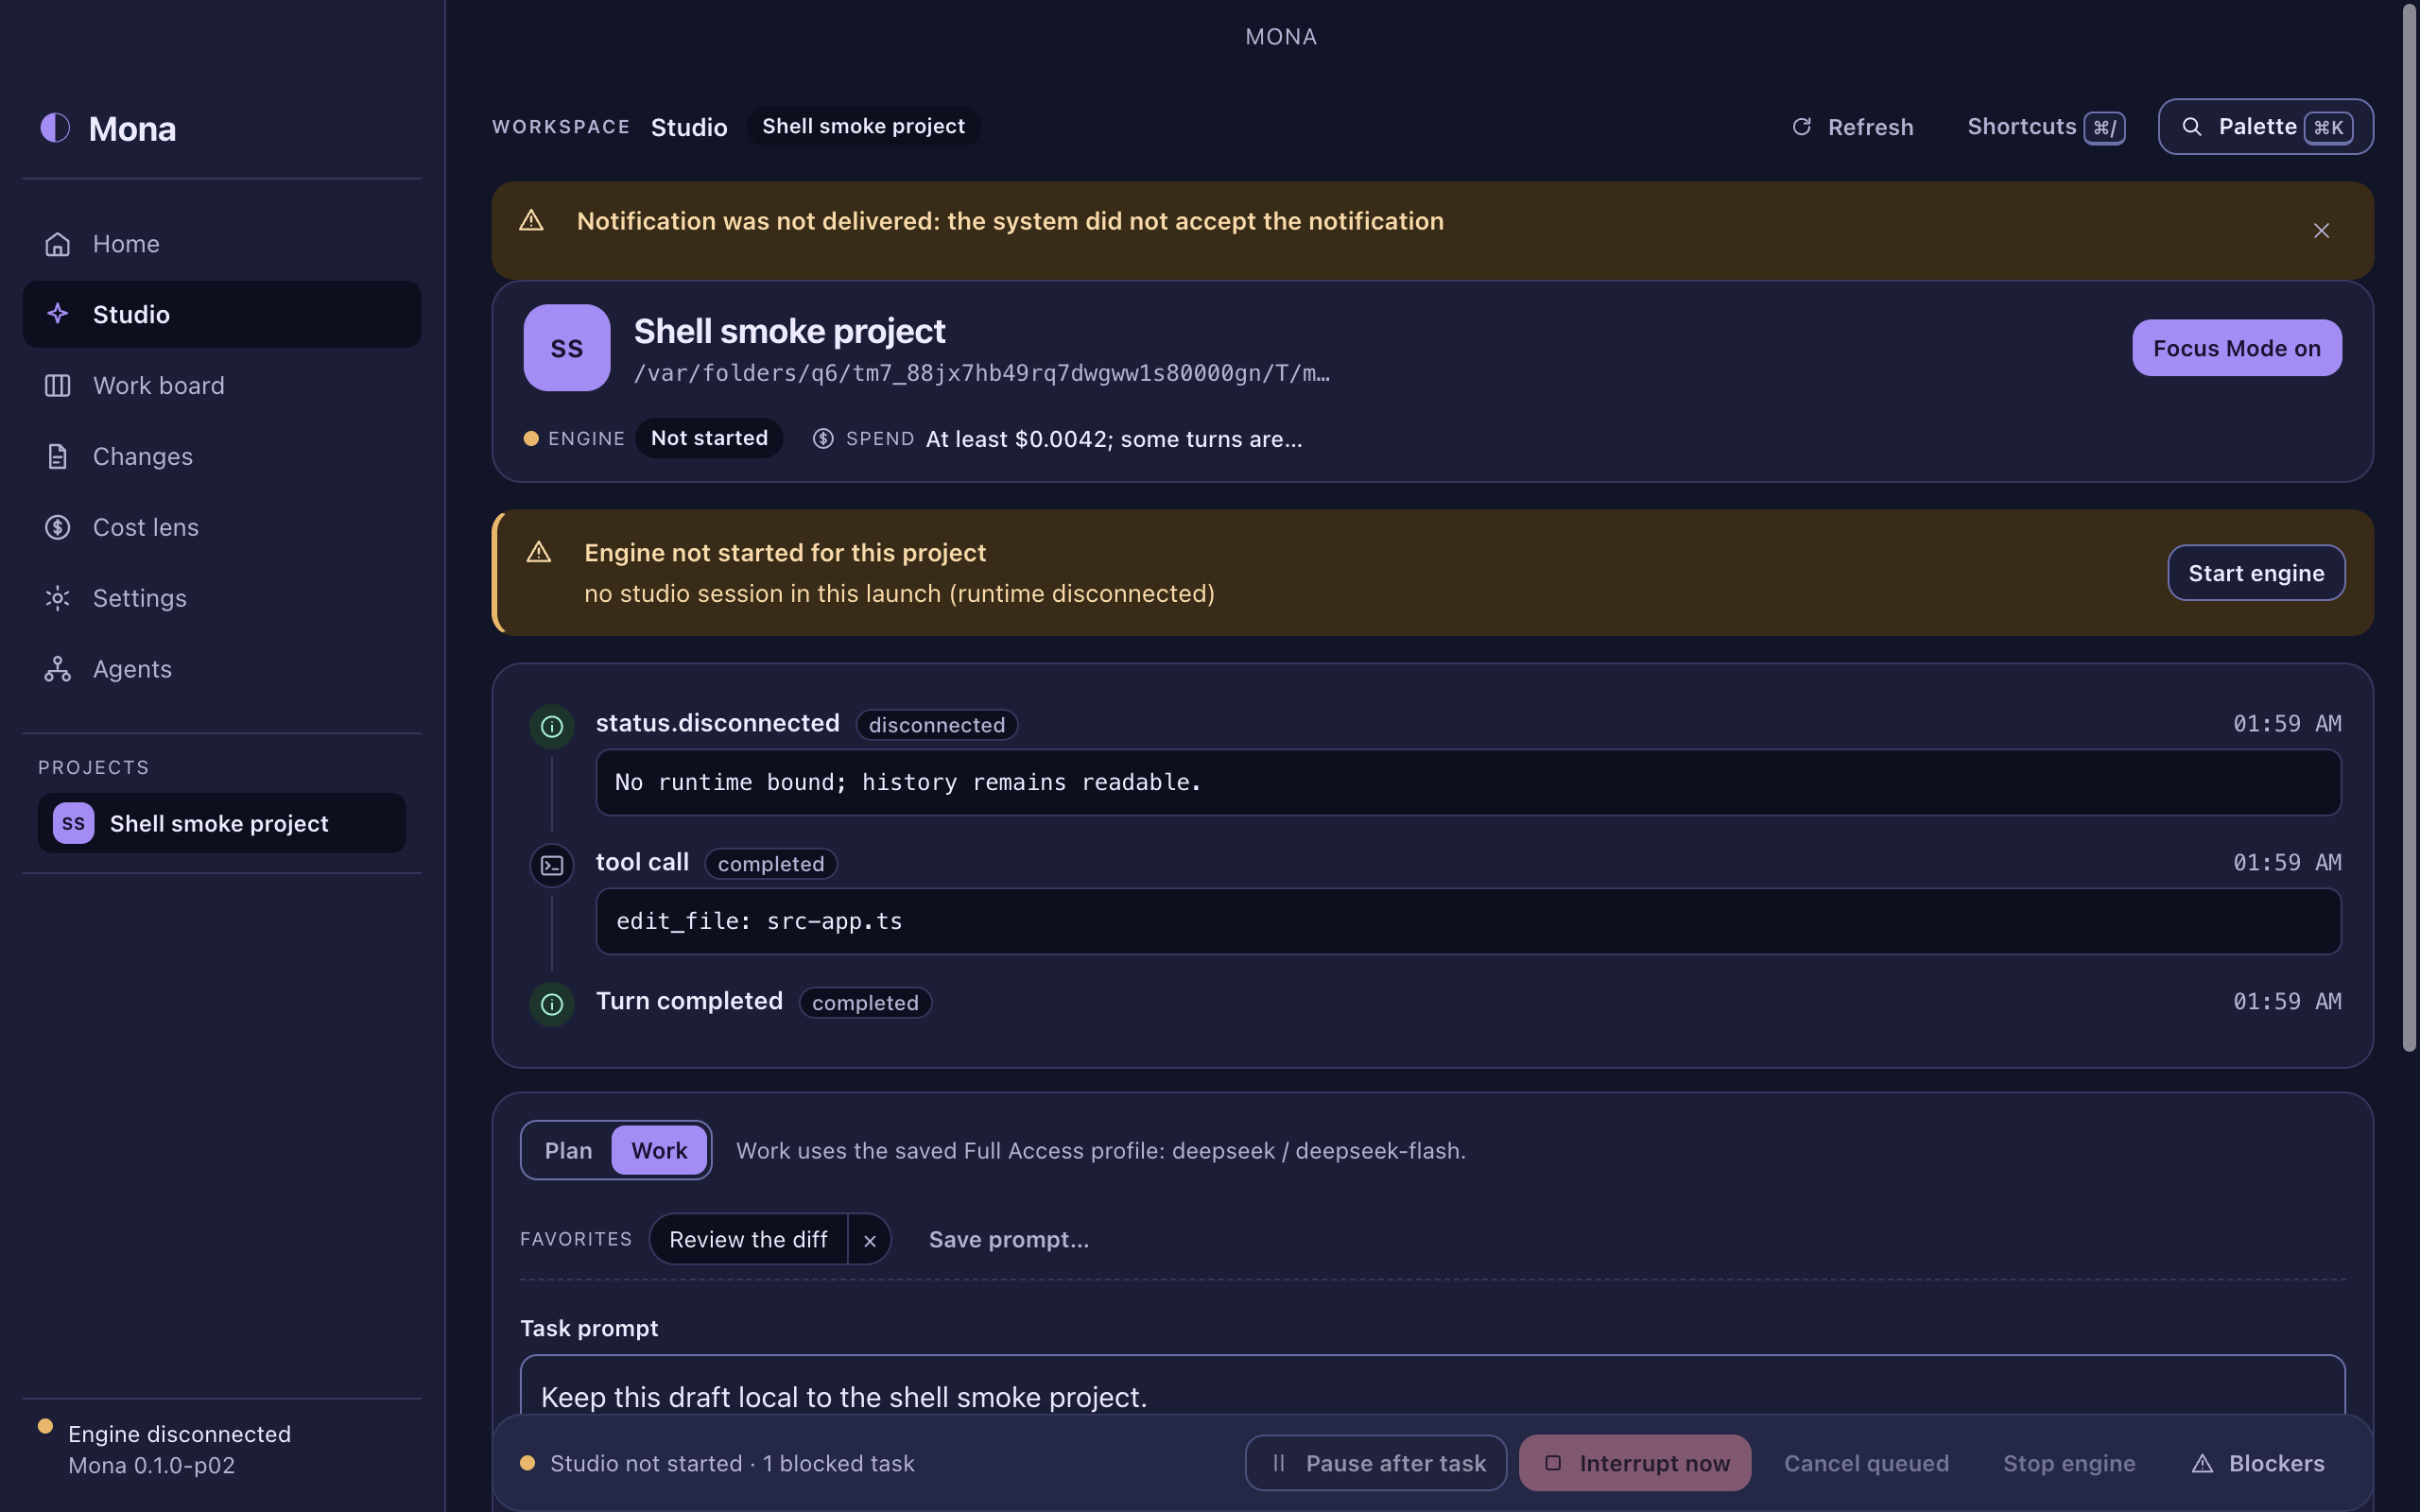 MONA
Mona
Home
Studio
Work board
Changes
Cost lens
Settings
Agents
PROJECTS
SS Shell smoke project
Engine disconnected
Mona 0.1.0-p02
WORKSPACE Studio Shell smoke project
Refresh Shortcuts ⌘/ Palette ⌘K
Notification was not delivered: the system did not accept the notification
SS
Shell smoke project
/var/folders/q6/tm7_88jx7hb49rq7dwgww1s80000gn/T/m…
Focus Mode on
ENGINE Not started SPEND At least $0.0042; some turns are…
Engine not started for this project
no studio session in this launch (runtime disconnected)
Start engine
status.disconnected disconnected 01:59 AM
No runtime bound; history remains readable.
tool call completed 01:59 AM
edit_file: src-app.ts
Turn completed completed 01:59 AM
Plan Work Work uses the saved Full Access profile: deepseek / deepseek-flash.
FAVORITES Review the diff × Save prompt…
Task prompt
Keep this draft local to the shell smoke project.
Studio not started · 1 blocked task
Pause after task Interrupt now Cancel queued Stop engine Blockers